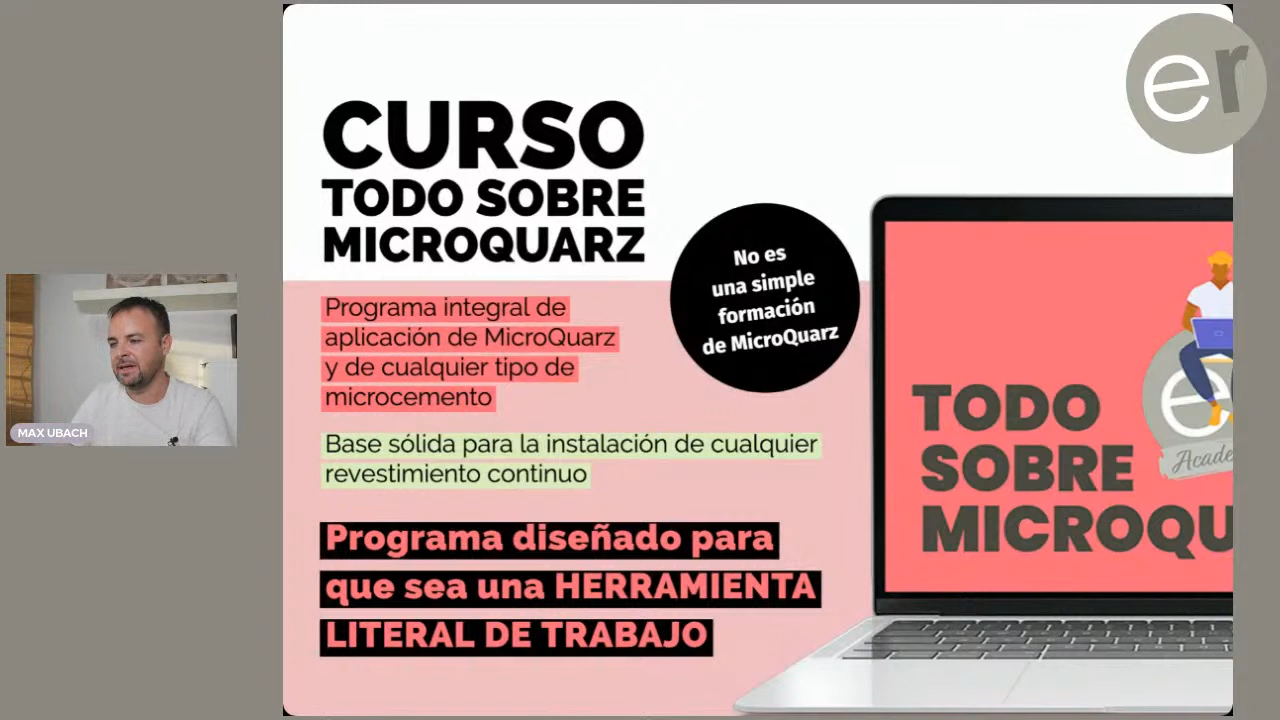 er
CURSO
TODO SOBRE
MICROQUARZ
No es
una simple
formación
de MicroQuarz
Programa integral de
aplicación de MicroQuarz
y de cualquier tipo de
microcemento
Base sólida para la instalación de cualquier
revestimiento continuo
Programa diseñado para
que sea una HERRAMIENTA
LITERAL DE TRABAJO
MAX UBACH
TODO
SOBRE
MICROQU
e
Acade